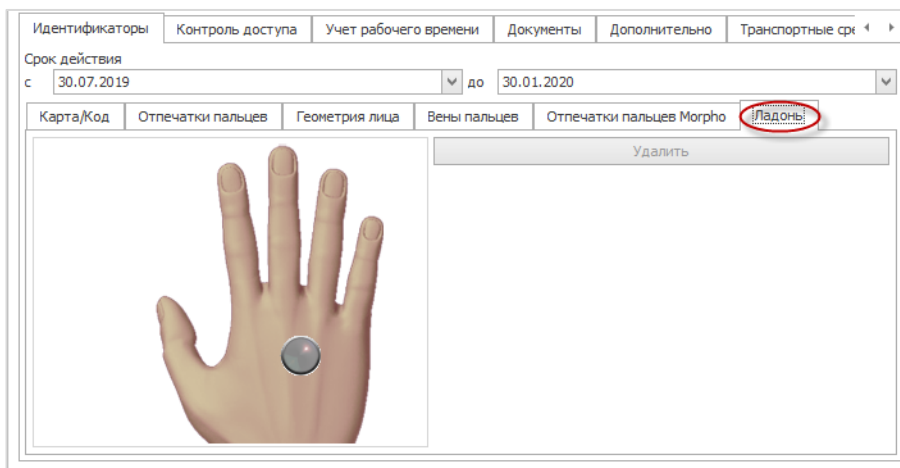 Идентификаторы Контроль доступа Учет рабочего времени Документы Дополнительно Транспортные сре
Срок действия
с 30.07.2019 до 30.01.2020
Карта/Код Отпечатки пальцев Геометрия лица Вены пальцев Отпечатки пальцев Morpho Ладонь
Удалить